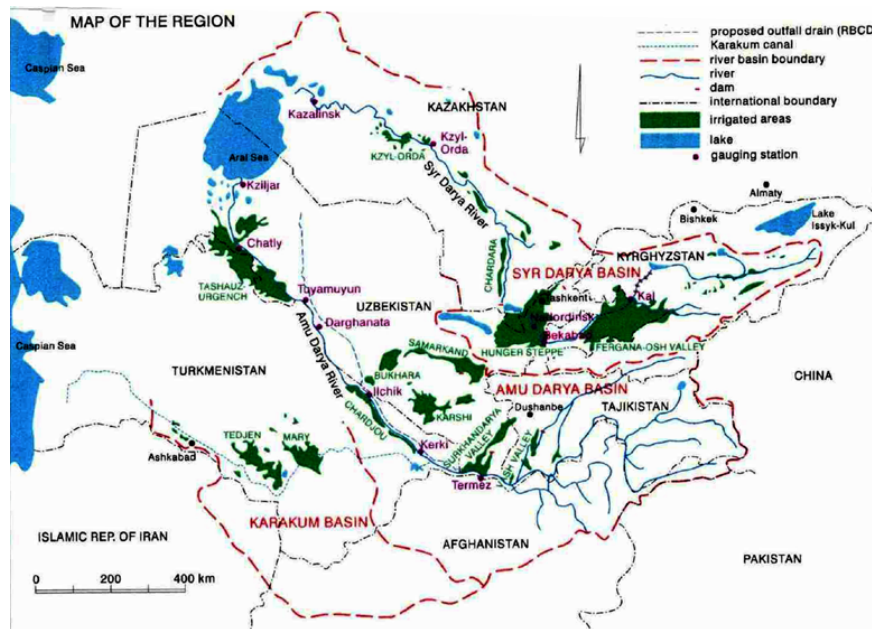 MAP OF THE REGION
proposed outfall drain (RBCD
Karakum canal
river basin boundary
river
dam
international boundary
irrigated areas
lake
gauging station
Caspian Sea
KAZAKHSTAN
Kazalinsk
Kzyl-
Orda
KZYL-ORDA
Aral Sea
Syr Darya River
Kziljar
Almaty
Bishkek
Lake
Issyk-Kul
Chatly
KYRGHYZSTAN
SYR DARYA BASIN
CHARDARA
TASHAUZ
URGENCH
Tuyamuyun
UZBEKISTAN
Tashkent
Kal
Darghanata
Bekabad
HUNGER STEPPE
FERGANA-OSH VALLEY
Amu Darya River
SAMARKAND
Caspian Sea
TURKMENISTAN
BUKHARA
Ilchik
AMU DARYA BASIN
CHINA
KARSHI
Dushanbe
TAJIKISTAN
CHARDJOU
TEDJEN
MARY
SURKHANDARYA
VALLEY
SH VALLEY
Ashkabad
Kerki
Termez
KARAKUM BASIN
ISLAMIC REP. OF IRAN
AFGHANISTAN
PAKISTAN
0 200 400 km